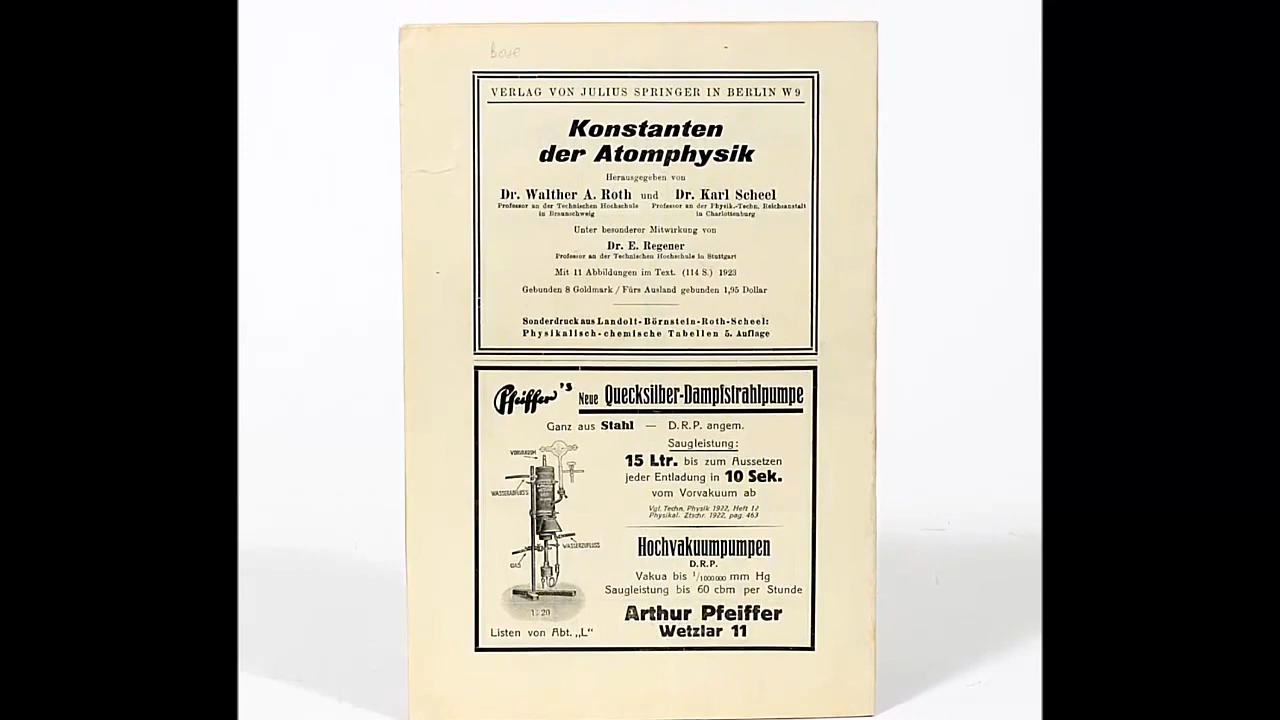 Bose
VERLAG VON JULIUS SPRINGER IN BERLIN W 9
Konstanten
der Atomphysik
Herausgegeben von
Dr. Walther A. Roth und Dr. Karl Scheel
Professor an der Technischen Hochschule Professor an der Physik.-Techn. Reichsanstalt
in Braunschweig in Charlottenburg
Unter besonderer Mitwirkung von
Dr. E. Regener
Professor an der Technischen Hochschule in Stuttgart
Mit 11 Abbildungen im Text. (114 S.) 1923
Gebunden 8 Goldmark / Fürs Ausland gebunden 1,95 Dollar
Sonderdruck aus Landolt-Börnstein-Roth-Scheel:
Physikalisch-chemische Tabellen 5. Auflage
Pfeiffer's Neue Quecksilber-Dampfstrahlpumpe
Ganz aus Stahl — D.R.P. angem.
Saugleistung:
15 Ltr. bis zum Aussetzen
jeder Entladung in 10 Sek.
vom Vorvakuum ab
Vgl. Techn. Physik 1922, Heft 12
Physikal. Ztschr. 1922, pag. 463
VORVAKUUM
WASSERABFLUSS
WASSERZUFLUSS
GAS
1:20
Listen von Abt. „L“
Hochvakuumpumpen
D.R.P.
Vakua bis 1/1000000 mm Hg
Saugleistung bis 60 cbm per Stunde
Arthur Pfeiffer
Wetzlar 11